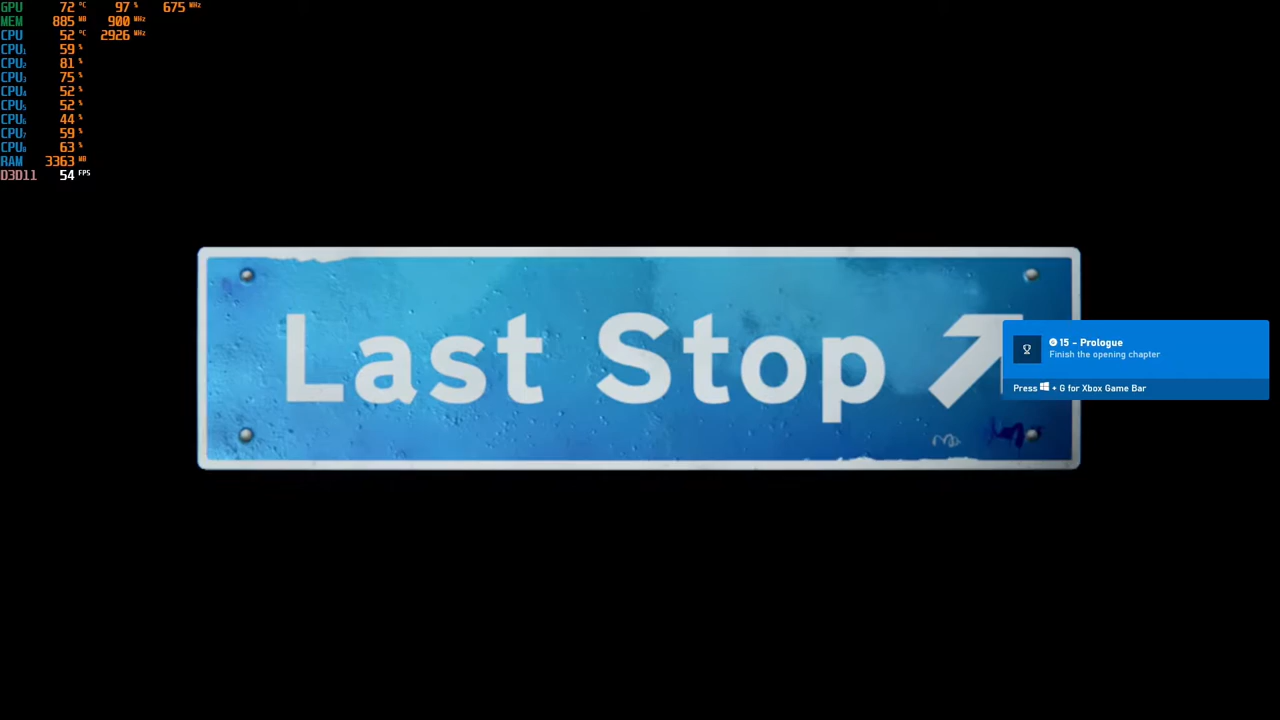 GPU 72 °C 97 % 675 MHz
MEM 885 MB 900 MHz
CPU 52 °C 2926 MHz
CPU1 59 %
CPU2 81 %
CPU3 75 %
CPU4 52 %
CPU5 52 %
CPU6 44 %
CPU7 59 %
CPU8 63 %
RAM 3363 MB
D3D11 54 FPS
Last Stop
G 15 - Prologue
Finish the opening chapter
Press + G for Xbox Game Bar